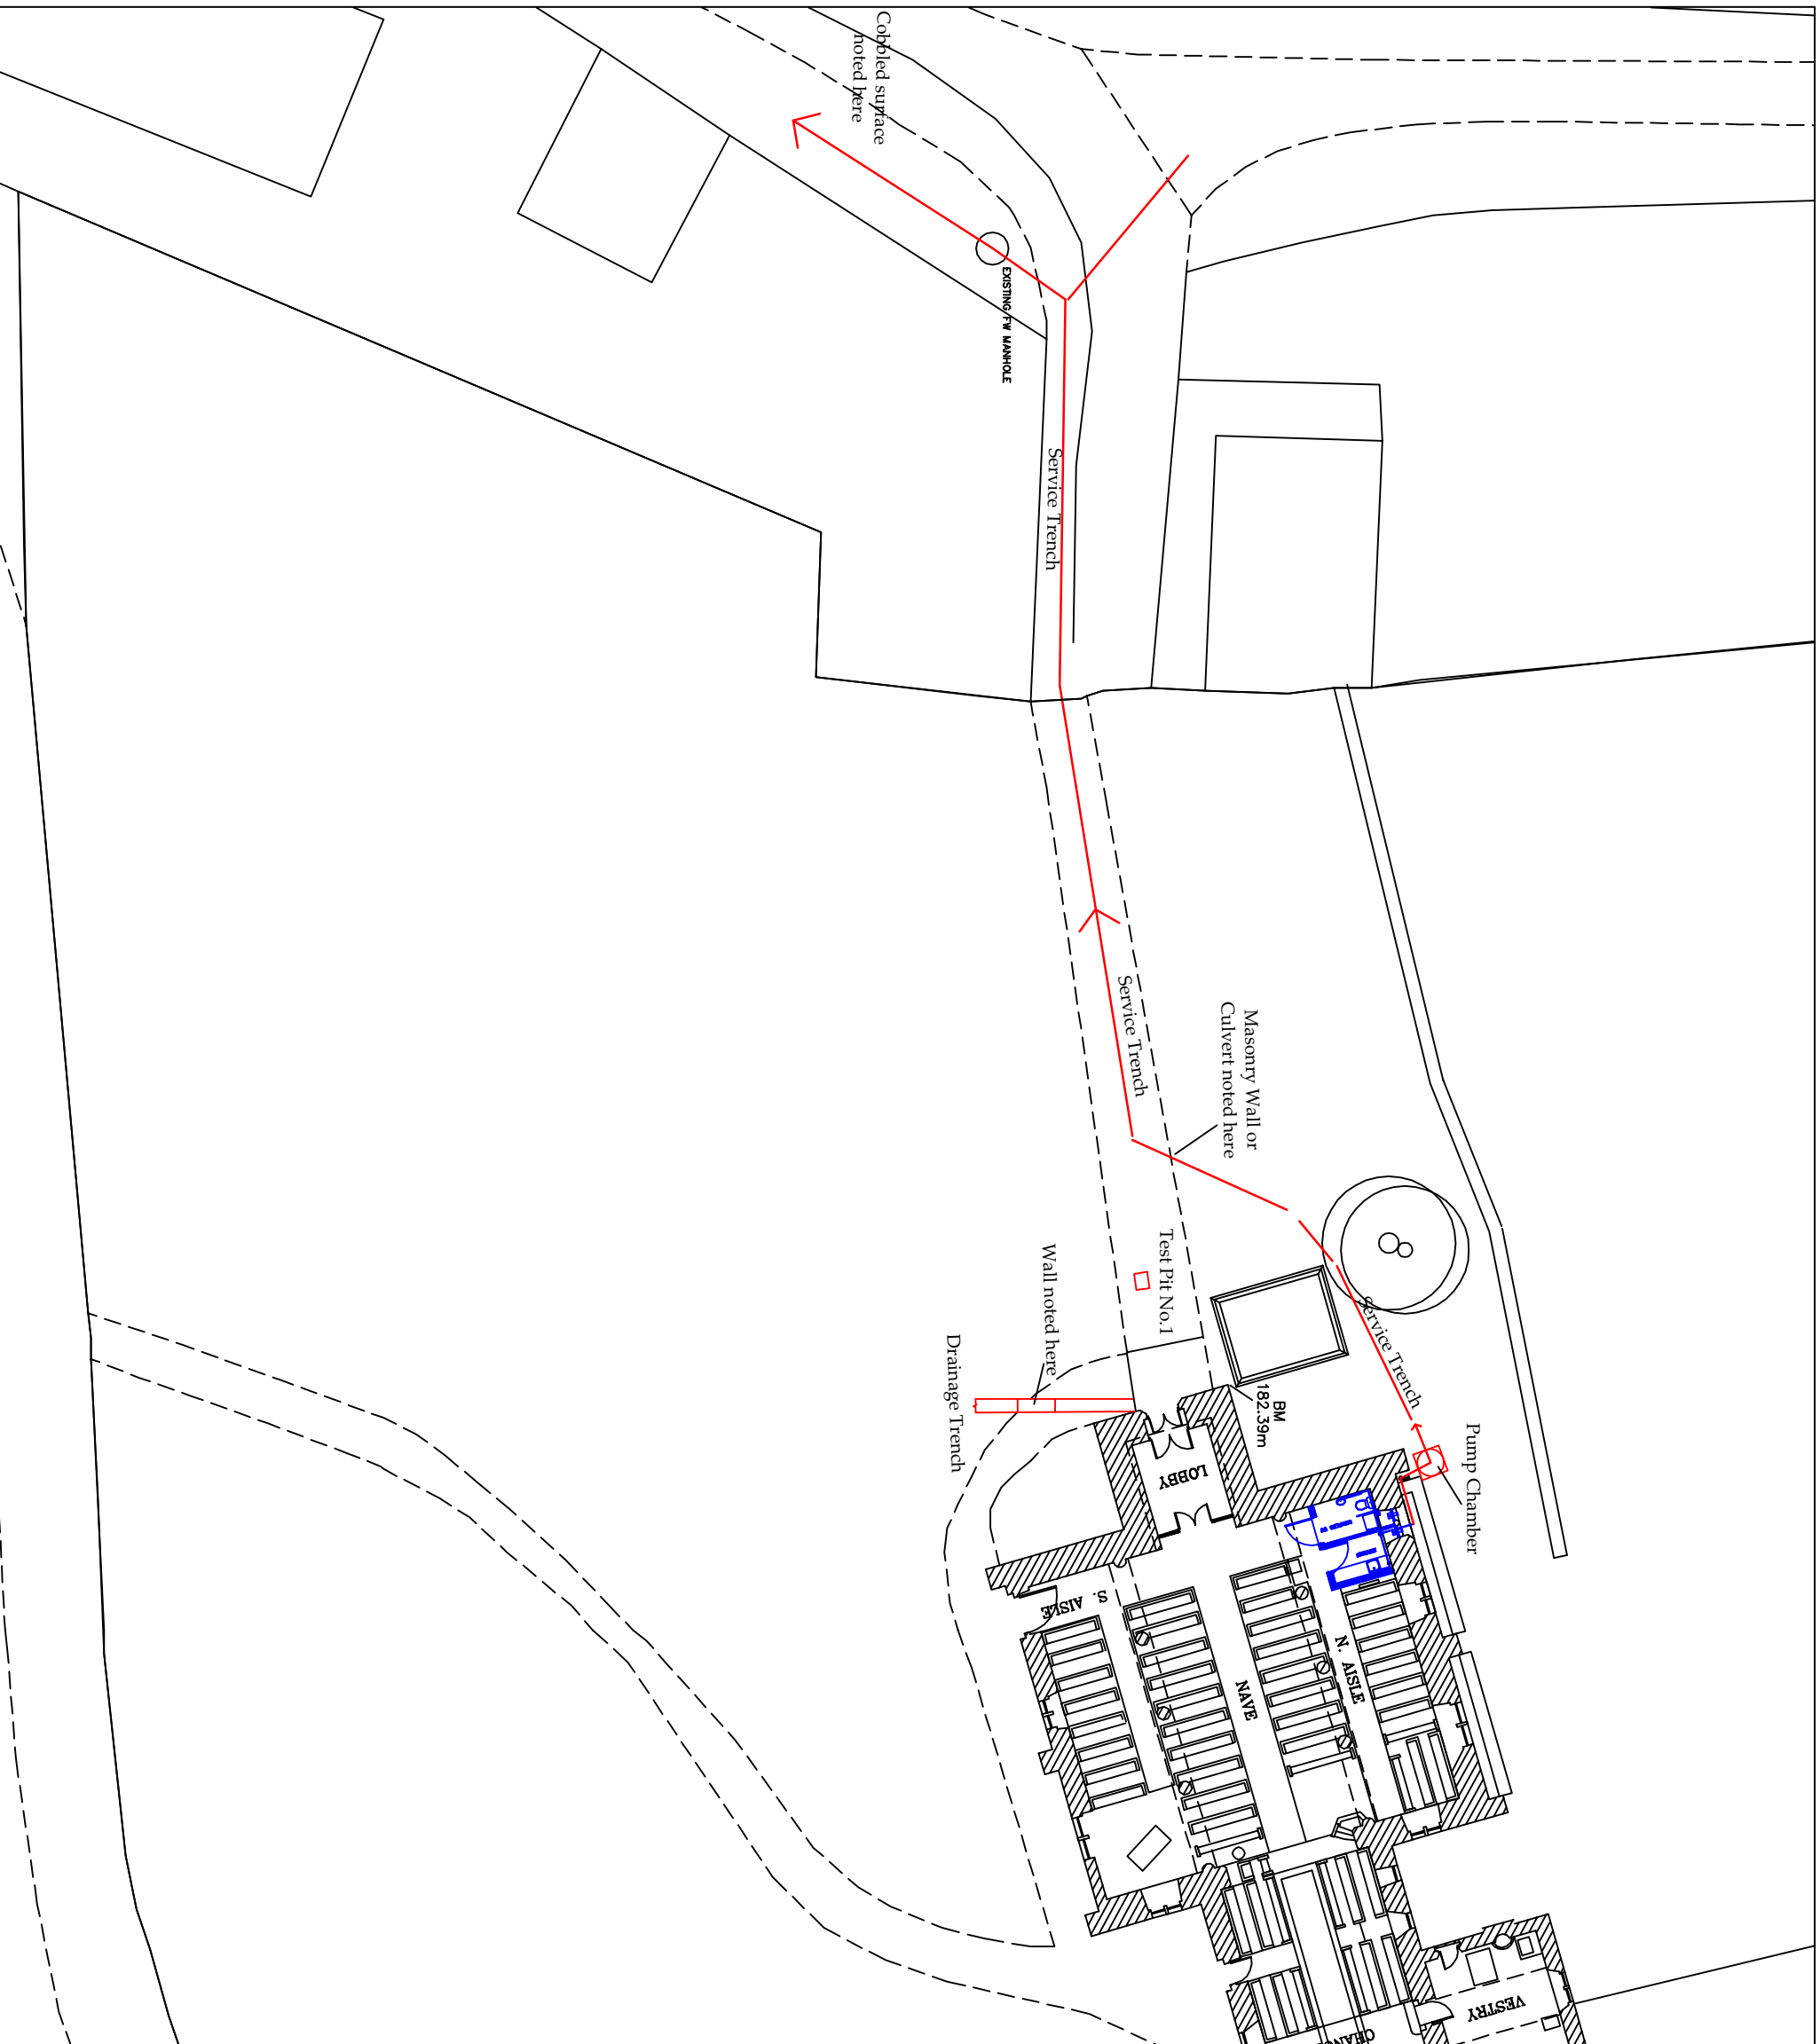 Cobbled surface
noted here
EXISTING FW MANHOLE
Service Trench
Service Trench
Masonry Wall or
Culvert noted here
Test Pit No.1
Wall noted here
Drainage Trench
Service Trench
BM
182.39m
Pump Chamber
LOBBY
S. AISLE
NAVE
N. AISLE
VESTRY